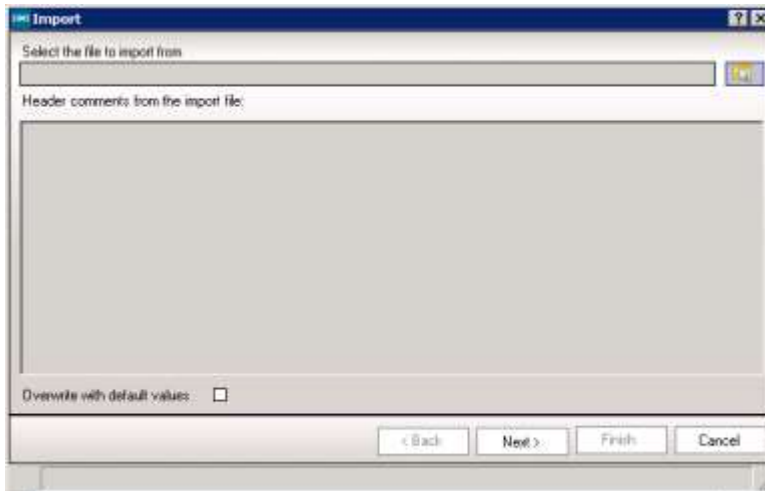 Import
Select the file to import from
Header comments from the import file:
Overwrite with default values
< Back
Next >
Finish
Cancel